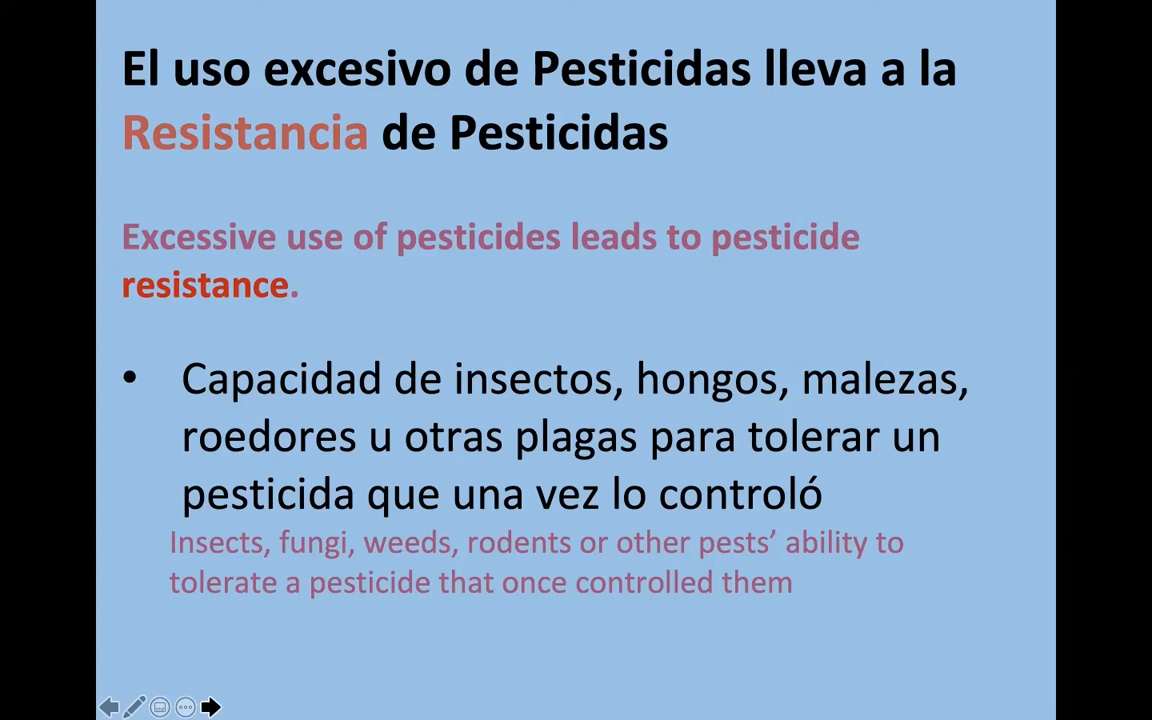 El uso excesivo de Pesticidas lleva a la
Resistancia de Pesticidas
Excessive use of pesticides leads to pesticide
resistance.
• Capacidad de insectos, hongos, malezas,
roedores u otras plagas para tolerar un
pesticida que una vez lo controló
Insects, fungi, weeds, rodents or other pests’ ability to
tolerate a pesticide that once controlled them